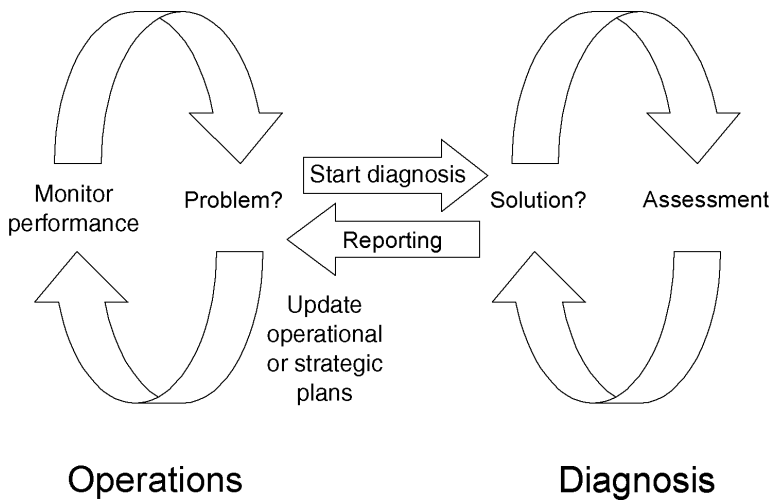 Monitor
performance
Problem?
Start diagnosis
Reporting
Update
operational
or strategic
plans
Solution?
Assessment
Operations
Diagnosis